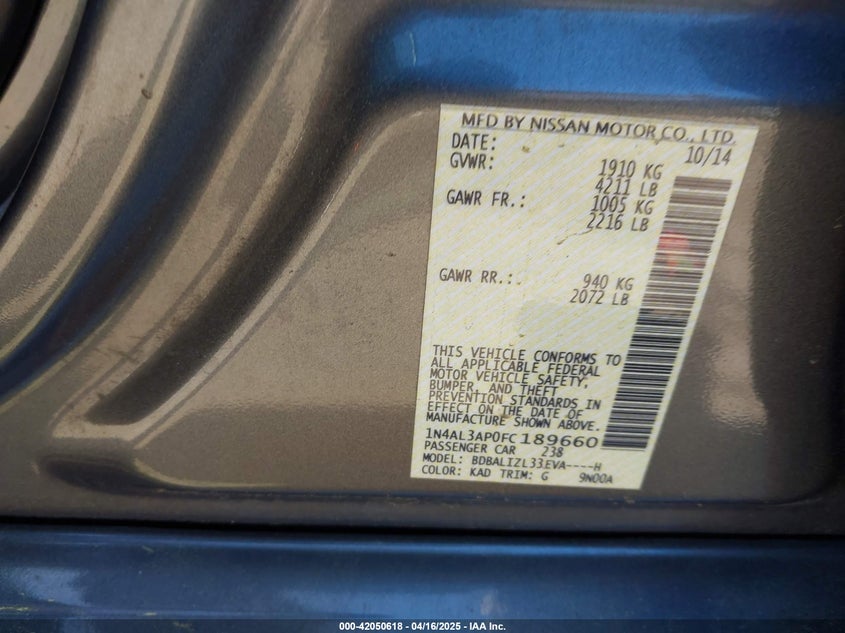 MFD BY NISSAN MOTOR CO., LTD.
DATE: 10/14
GVWR: 1910 KG
4211 LB
GAWR FR.: 1005 KG
2216 LB
GAWR RR.: 940 KG
2072 LB
THIS VEHICLE CONFORMS TO
ALL APPLICABLE FEDERAL
MOTOR VEHICLE SAFETY,
BUMPER, AND THEFT
PREVENTION STANDARDS IN
EFFECT ON THE DATE OF
MANUFACTURE SHOWN ABOVE.
1N4AL3AP0FC189660
PASSENGER CAR 238
MODEL: BDBALIZL33EVA----H
COLOR: KAD TRIM: G 9N00A
000-42050618 - 04/16/2025 - IAA Inc.